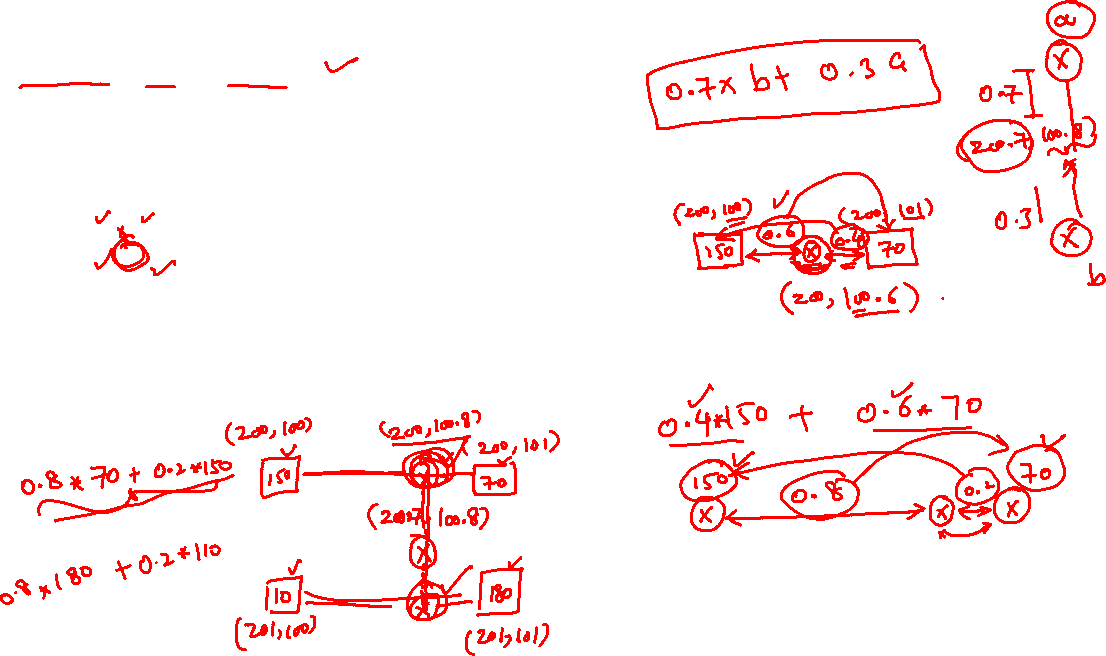 a
x
0.7 x b + 0.3 a
0.7
200.7, 100.8
x
0.3
x
b
(200, 100) (200, 101)
0.6 0.4
150 x 70
(200, 100.6)
0.4*150 + 0.6*70
150 0.8 0.2 70
x x x
(200, 100) (200, 100.8) (200, 101)
0.8 * 70 + 0.2*150
150 70
(200.7, 100.8)
x
0.8*180 + 0.2*110
10 x 180
(201, 100) (201, 101)